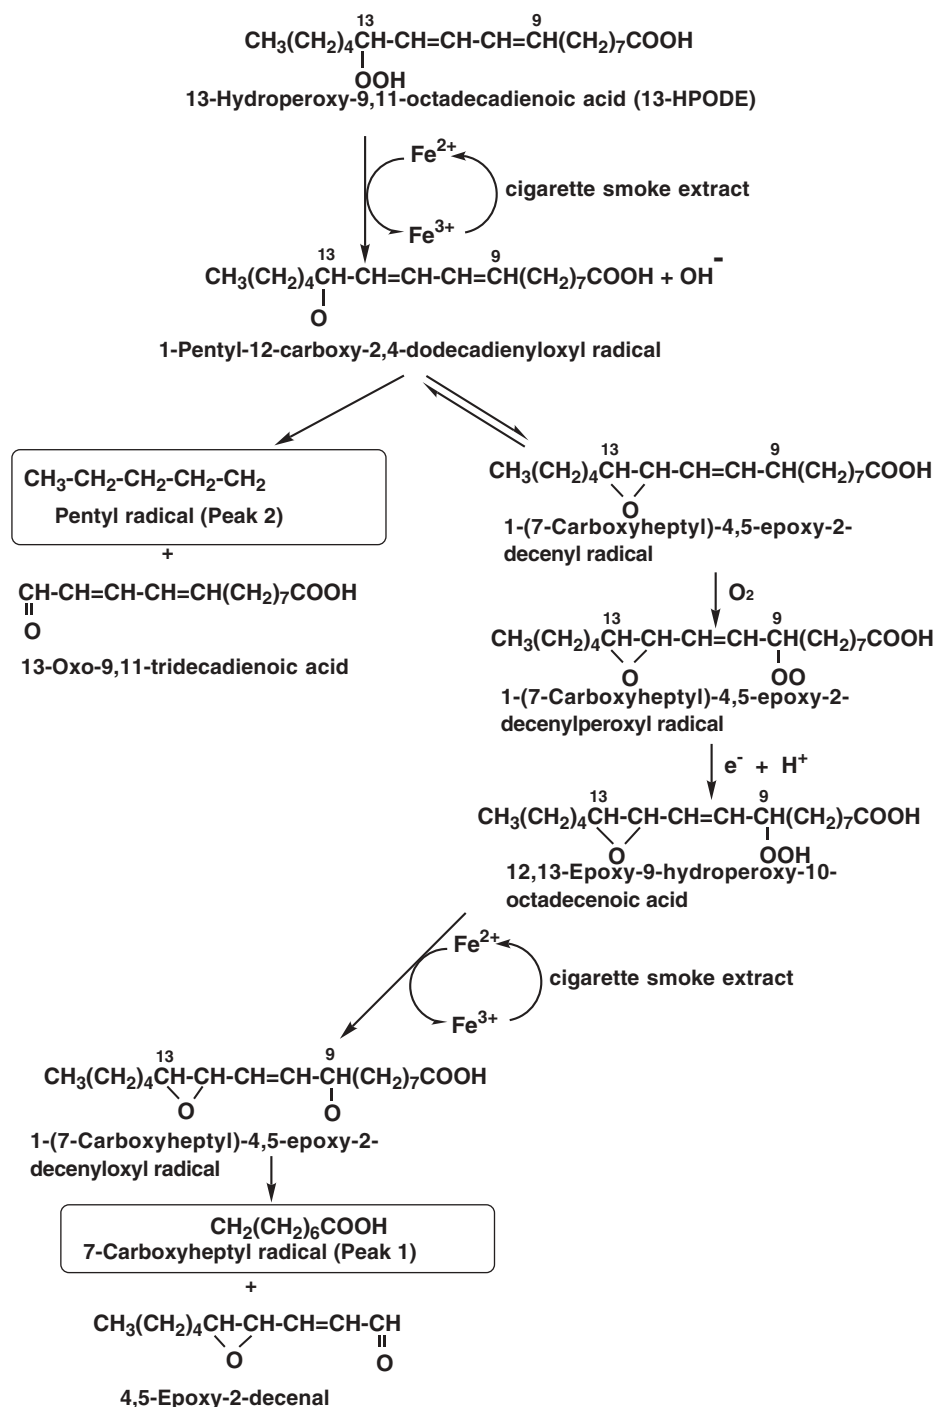 13 9
CH3(CH2)4CH-CH=CH-CH=CH(CH2)7COOH
OOH
13-Hydroperoxy-9,11-octadecadienoic acid (13-HPODE)
Fe2+
cigarette smoke extract
Fe3+
13 9
CH3(CH2)4CH-CH=CH-CH=CH(CH2)7COOH + OH-
O
1-Pentyl-12-carboxy-2,4-dodecadienyloxyl radical
CH3-CH2-CH2-CH2-CH2
Pentyl radical (Peak 2)
+
CH-CH=CH-CH=CH(CH2)7COOH
O
13-Oxo-9,11-tridecadienoic acid
13 9
CH3(CH2)4CH-CH-CH=CH-CH(CH2)7COOH
O
1-(7-Carboxyheptyl)-4,5-epoxy-2-
decenyl radical
O2
13 9
CH3(CH2)4CH-CH-CH=CH-CH(CH2)7COOH
O OO
1-(7-Carboxyheptyl)-4,5-epoxy-2-
decenylperoxyl radical
e- + H+
13 9
CH3(CH2)4CH-CH-CH=CH-CH(CH2)7COOH
O OOH
12,13-Epoxy-9-hydroperoxy-10-
octadecenoic acid
Fe2+
cigarette smoke extract
Fe3+
13 9
CH3(CH2)4CH-CH-CH=CH-CH(CH2)7COOH
O O
1-(7-Carboxyheptyl)-4,5-epoxy-2-
decenyloxyl radical
CH2(CH2)6COOH
7-Carboxyheptyl radical (Peak 1)
+
CH3(CH2)4CH-CH-CH=CH-CH
O O
4,5-Epoxy-2-decenal